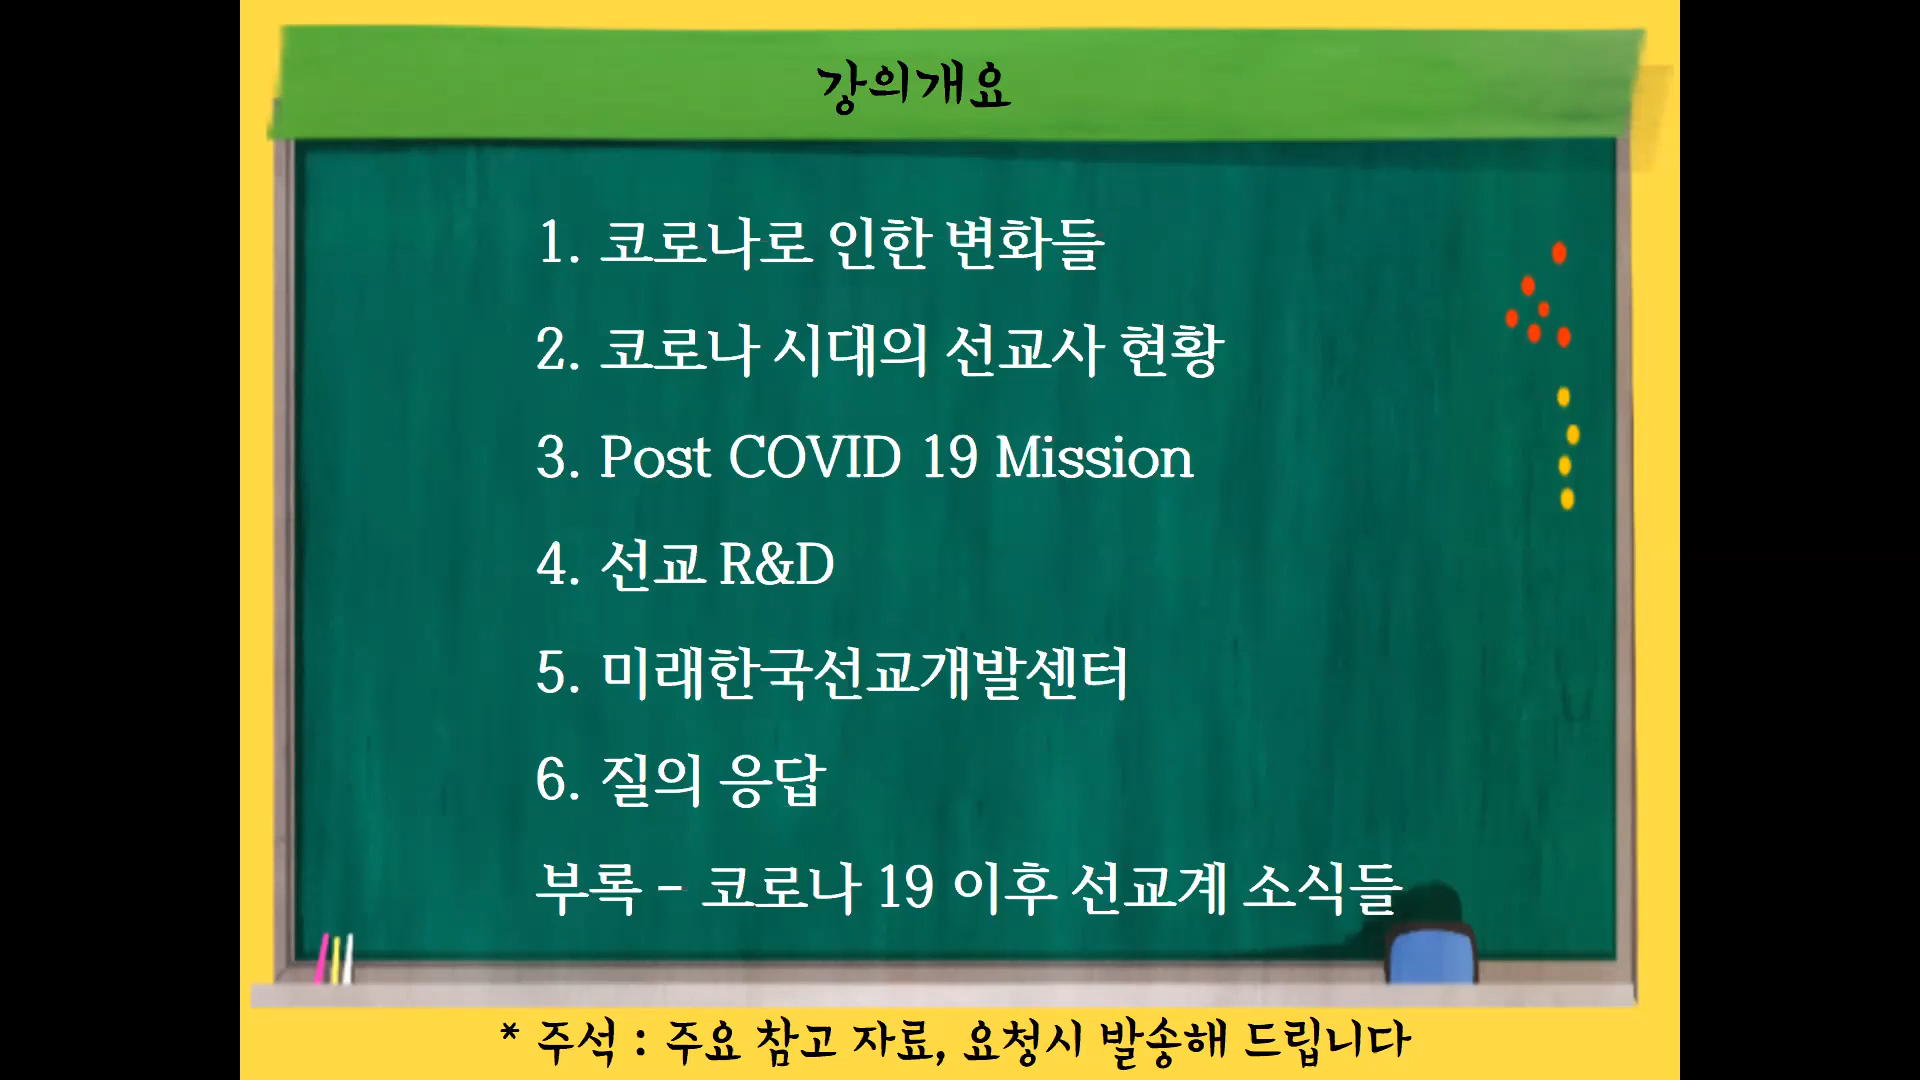 강의개요
1. 코로나로 인한 변화들
2. 코로나 시대의 선교사 현황
3. Post COVID 19 Mission
4. 선교 R&D
5. 미래한국선교개발센터
6. 질의 응답
부록 - 코로나 19 이후 선교계 소식들
* 주석 : 주요 참고 자료, 요청시 발송해 드립니다